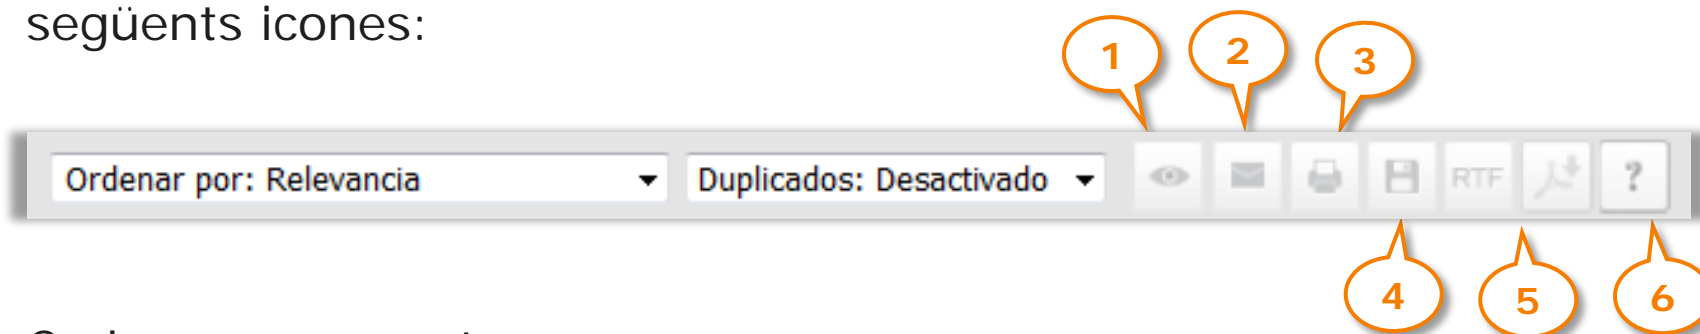 següents icones:
1 2 3
Ordenar por: Relevancia Duplicados: Desactivado RTF ?
4 5 6